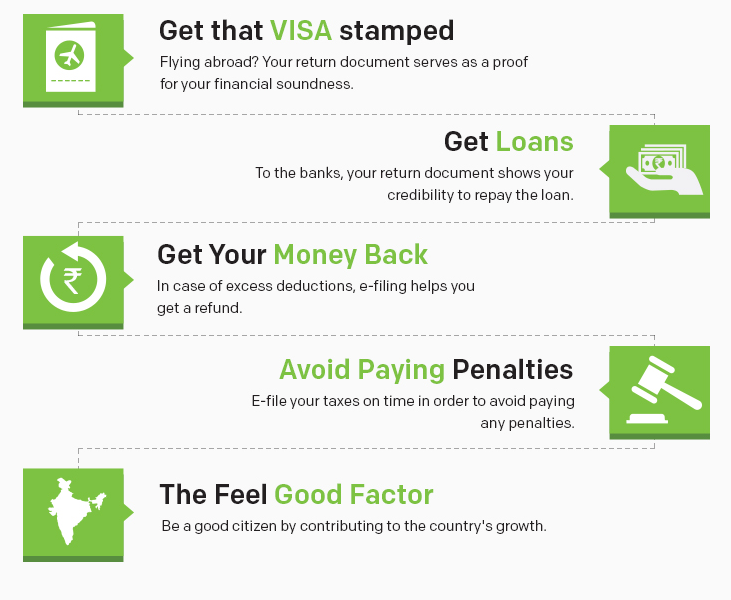 Get that VISA stamped
Flying abroad? Your return document serves as a proof
for your financial soundness.
Get Loans
To the banks, your return document shows your
credibility to repay the loan.
Get Your Money Back
In case of excess deductions, e-filing helps you
get a refund.
Avoid Paying Penalties
E-file your taxes on time in order to avoid paying
any penalties.
The Feel Good Factor
Be a good citizen by contributing to the country's growth.